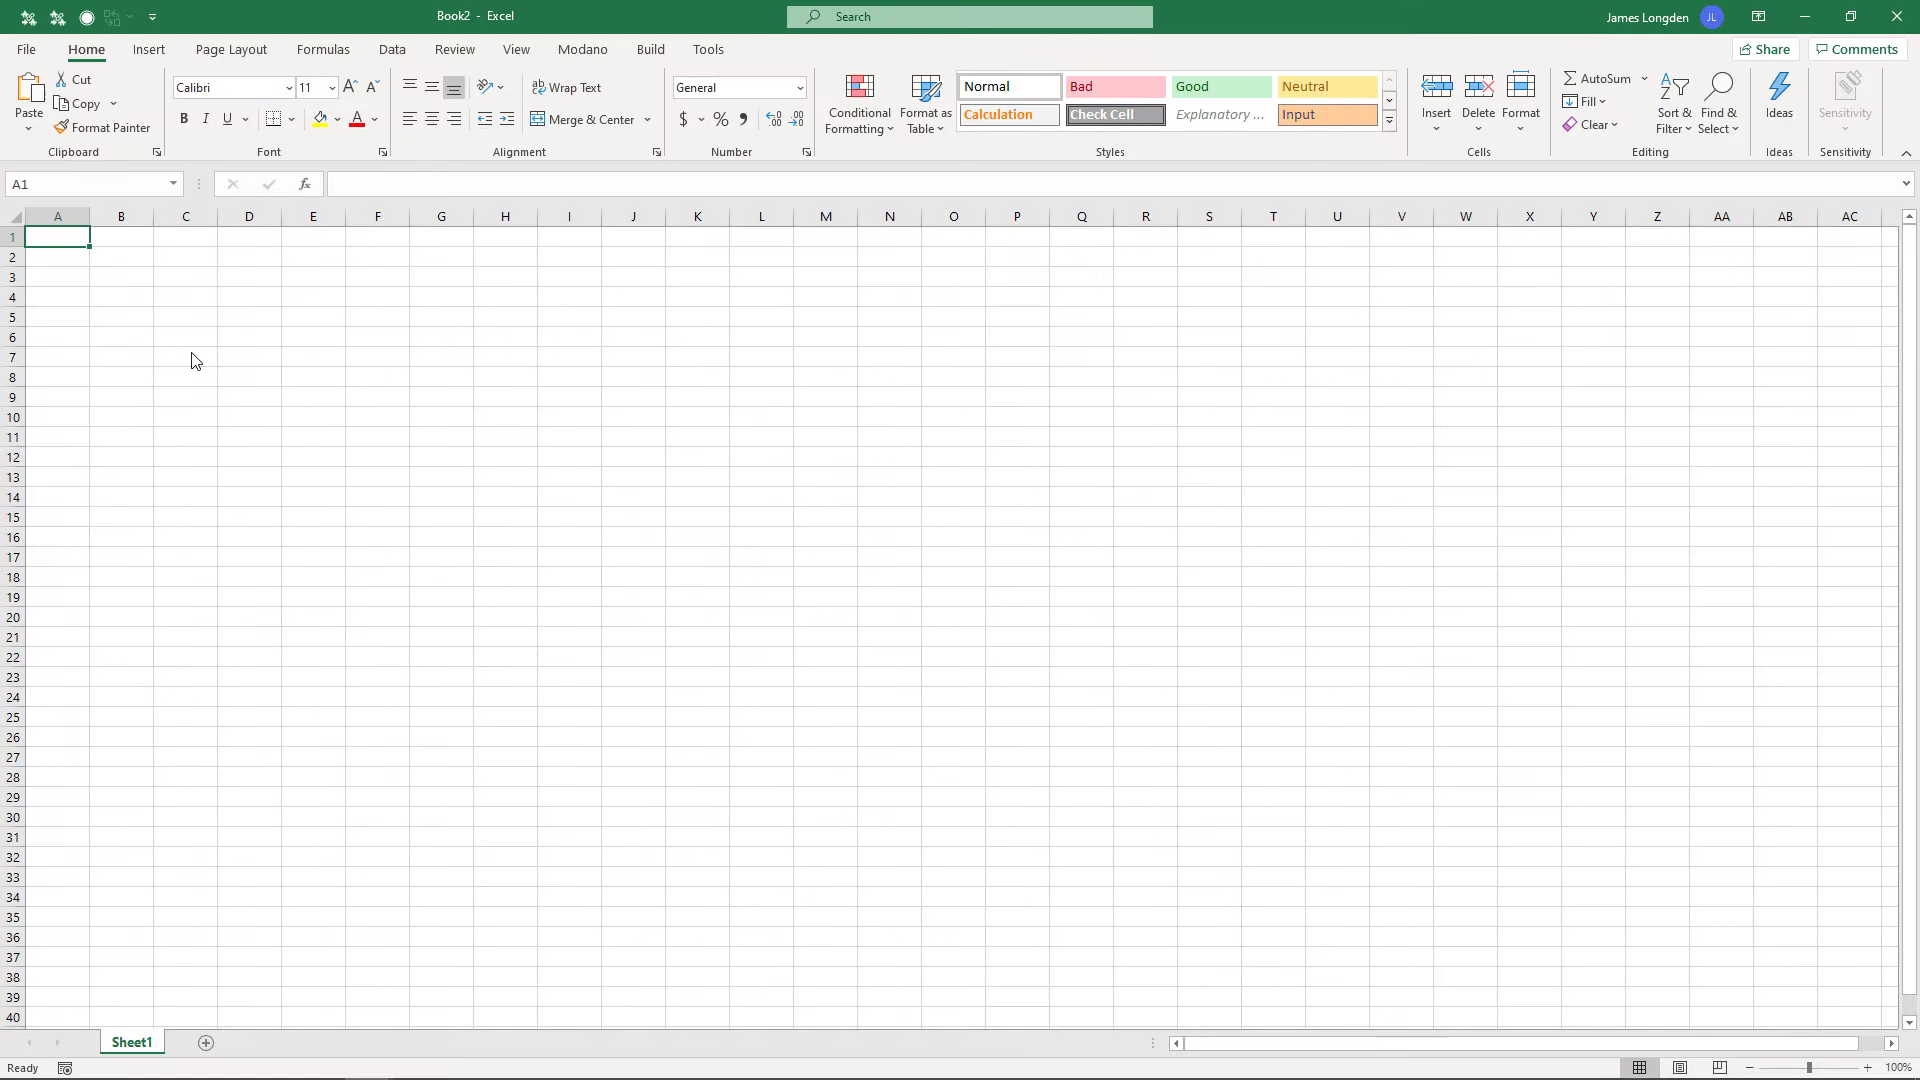 Book2 - Excel
Search
James Longden
JL
File Home Insert Page Layout Formulas Data Review View Modano Build Tools
Share Comments
Paste
Cut
Copy
Format Painter
Clipboard
Calibri 11
B I U A
Font
Wrap Text
Merge & Center
Alignment
General
$ % ,
Number
Conditional Formatting
Format as Table
Normal Bad Good Neutral
Calculation Check Cell Explanatory ... Input
Styles
Insert Delete Format
Cells
AutoSum
Fill
Clear
Sort & Filter
Find & Select
Editing
Ideas
Ideas
Sensitivity
Sensitivity
A1
fx
A B C D E F G H I J K L M N O P Q R S T U V W X Y Z AA AB AC
1
2
3
4
5
6
7
8
9
10
11
12
13
14
15
16
17
18
19
20
21
22
23
24
25
26
27
28
29
30
31
32
33
34
35
36
37
38
39
40
Sheet1
Ready
100%